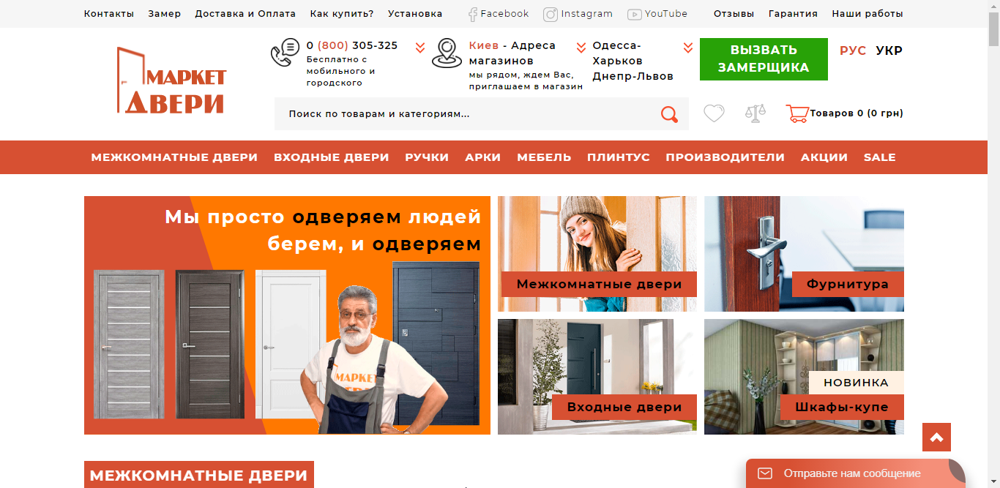 Контакты Замер Доставка и Оплата Как купить? Установка Facebook Instagram YouTube Отзывы Гарантия Наши работы
МАРКЕТ
ДВЕРИ
0 (800) 305-325
Бесплатно с
мобильного и
городского
Киев - Адреса
магазинов
мы рядом, ждем Вас,
приглашаем в магазин
Одесса-
Харьков
Днепр-Львов
ВЫЗВАТЬ
ЗАМЕРЩИКА
РУС УКР
Поиск по товарам и категориям...
Товаров 0 (0 грн)
МЕЖКОМНАТНЫЕ ДВЕРИ ВХОДНЫЕ ДВЕРИ РУЧКИ АРКИ МЕБЕЛЬ ПЛИНТУС ПРОИЗВОДИТЕЛИ АКЦИИ SALE
Мы просто одверяем людей
берем, и одверяем
МАРКЕ
Межкомнатные двери
Фурнитура
Входные двери
НОВИНКА
Шкафы-купе
МЕЖКОМНАТНЫЕ ДВЕРИ
Отправьте нам сообщение